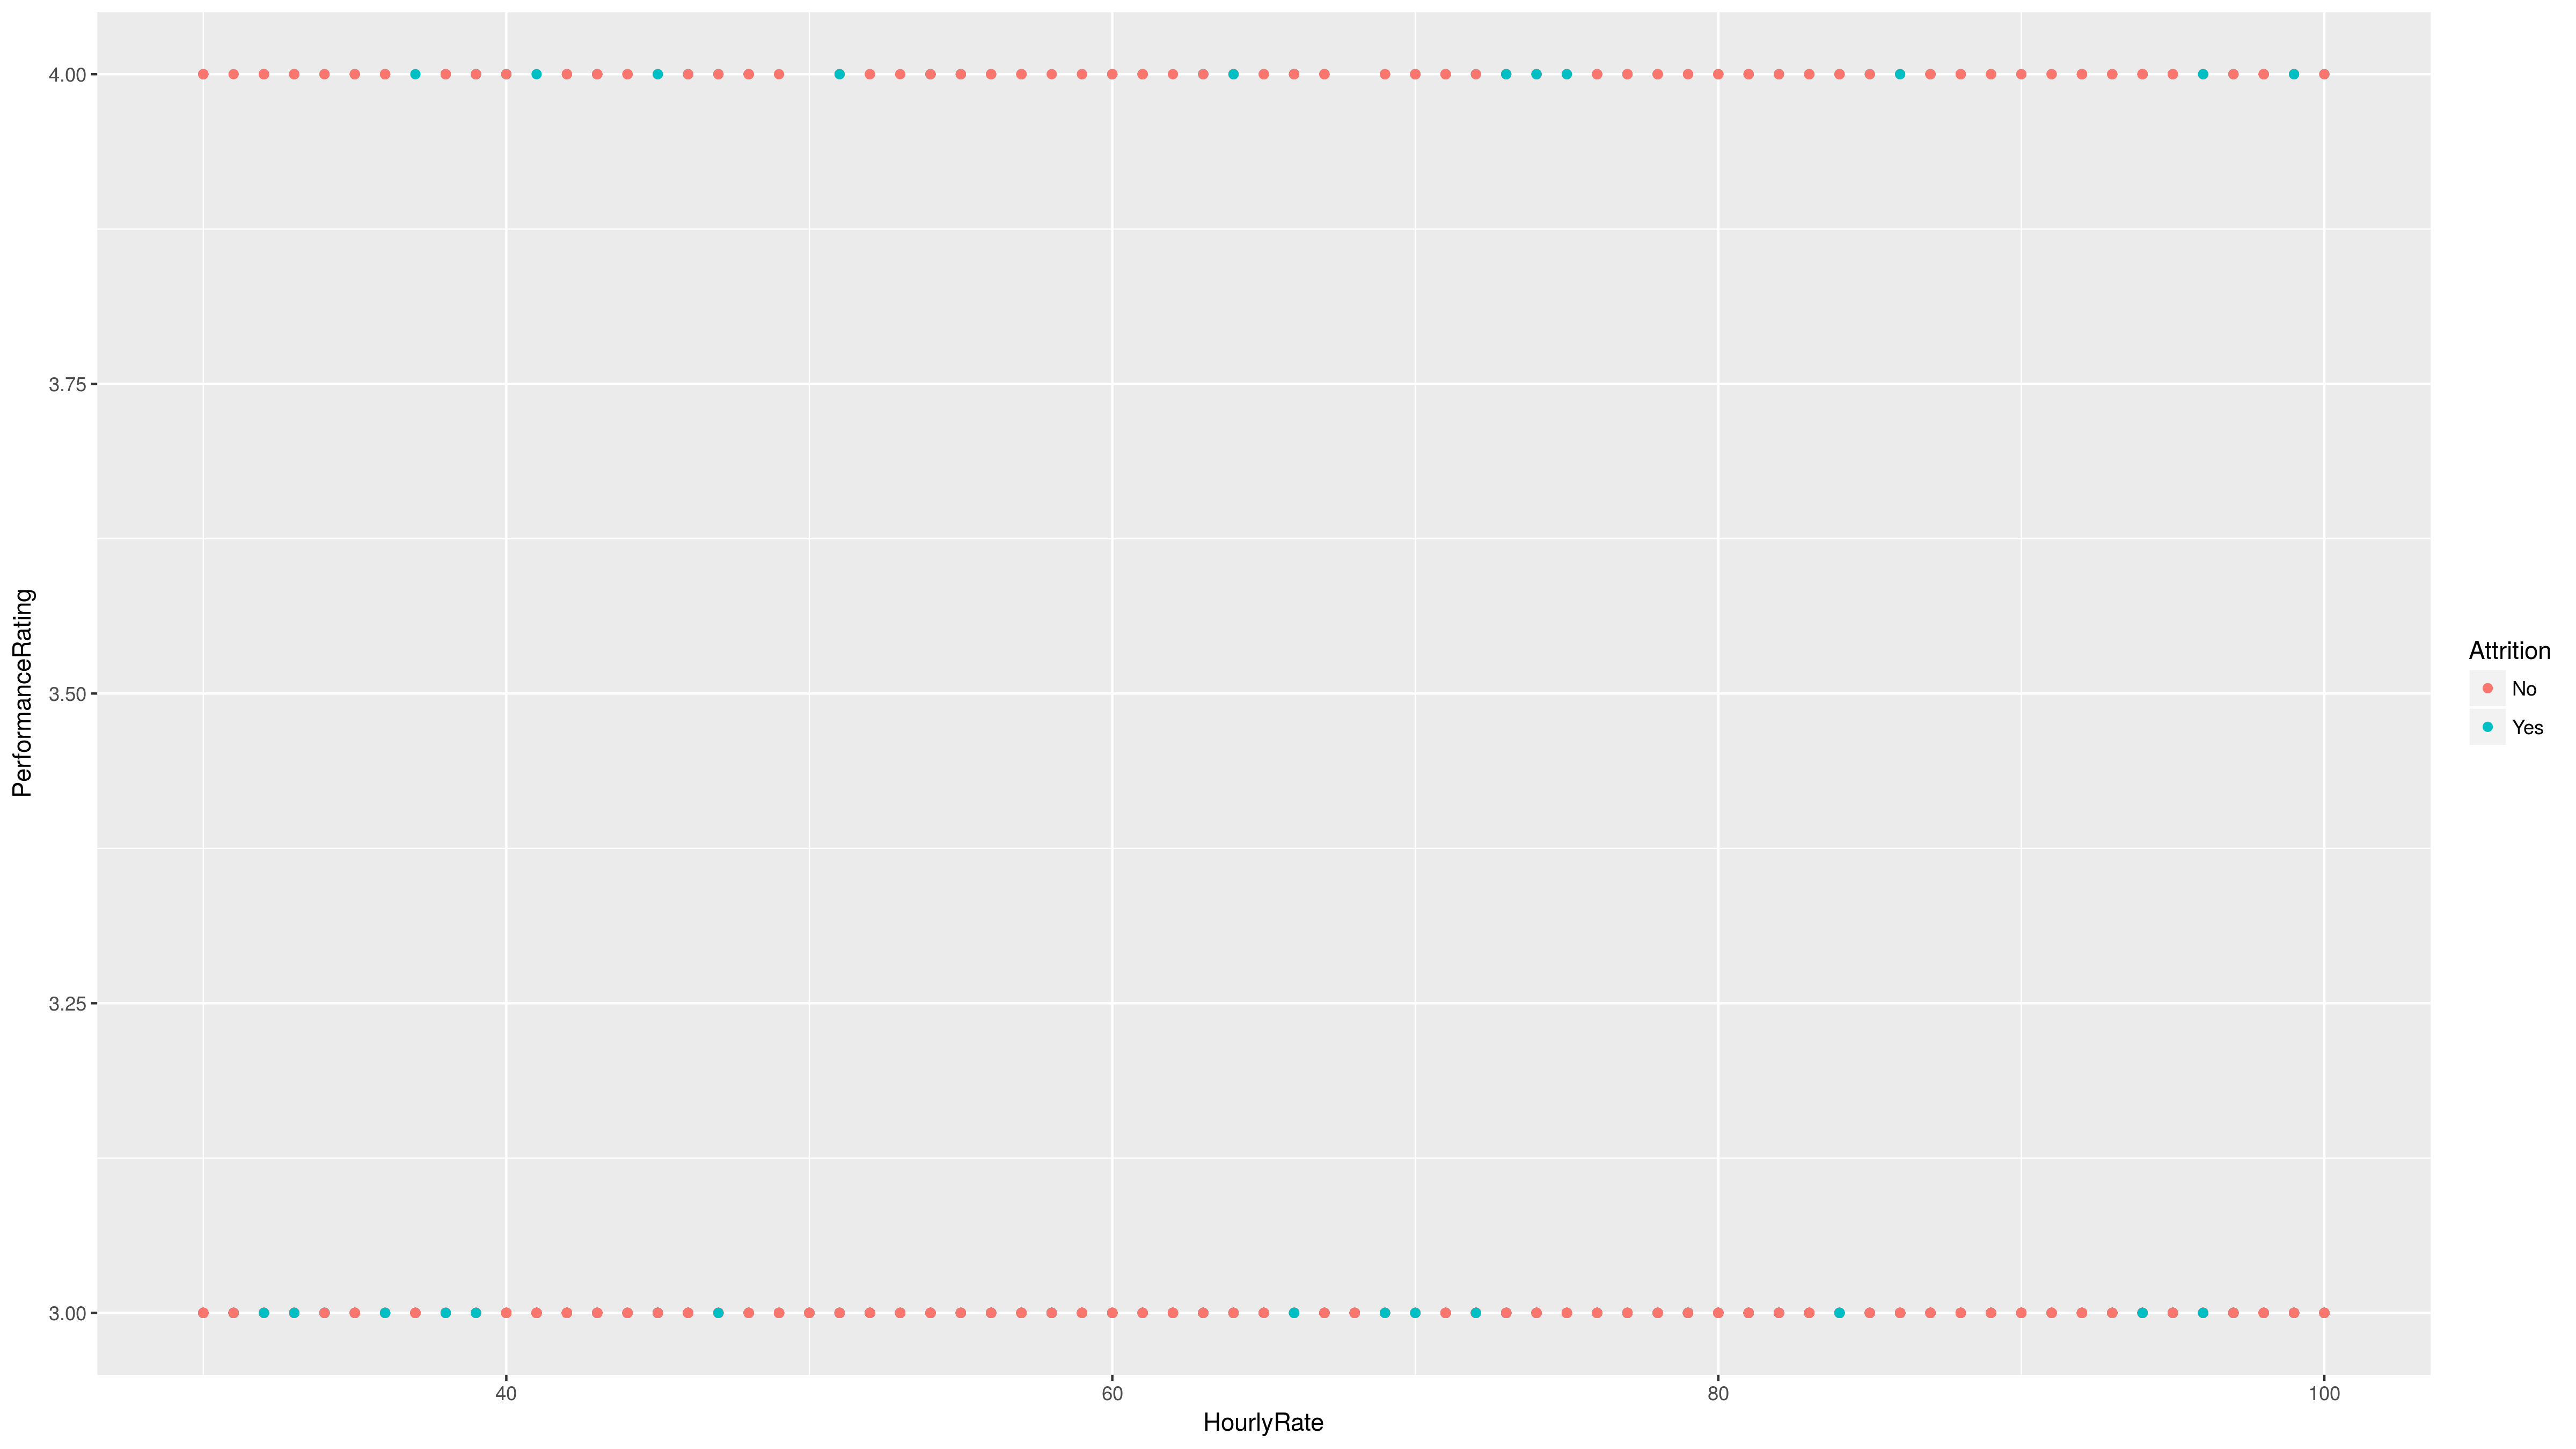 4.00
3.75
3.50
3.25
3.00
PerformanceRating
40
60
80
100
HourlyRate
Attrition
No
Yes